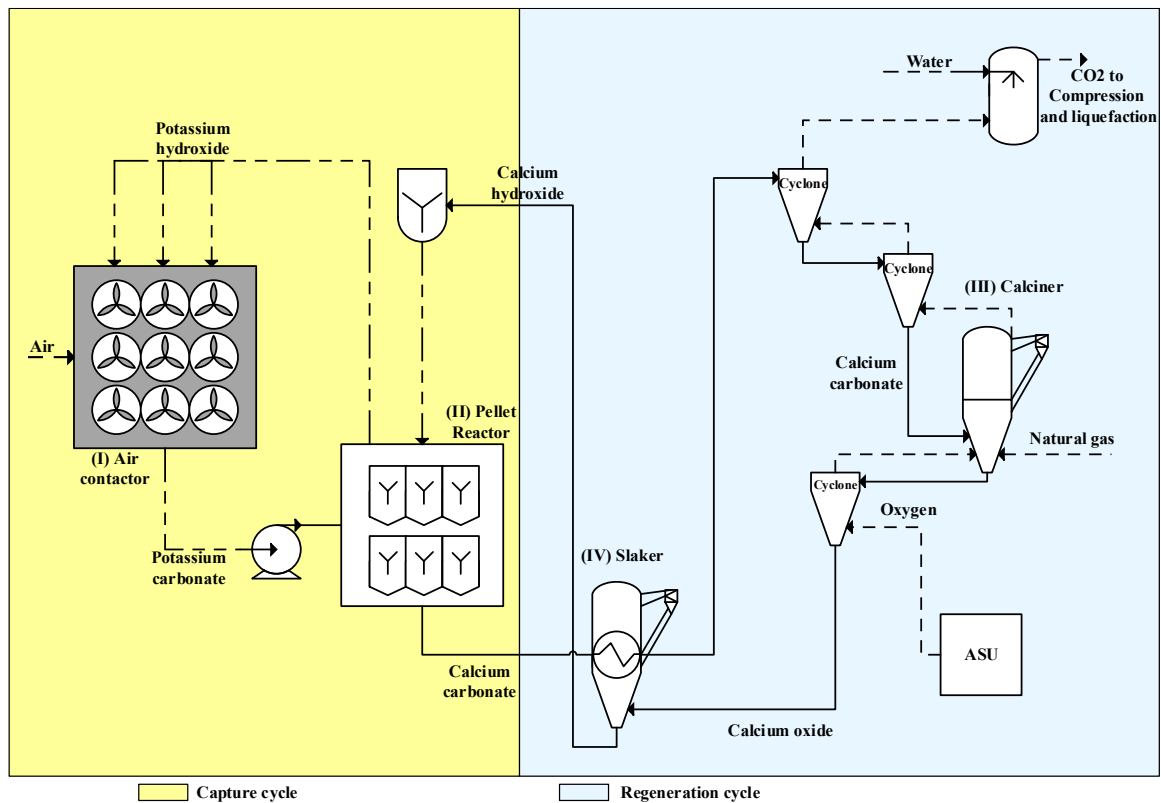 Water
CO2 to
Compression
and liquefaction
Potassium
hydroxide
Calcium
hydroxide
Cyclone
Cyclone
(III) Calciner
Air
Calcium
carbonate
(II) Pellet
Reactor
Natural gas
(I) Air
contactor
Cyclone
Oxygen
Potassium
carbonate
(IV) Slaker
ASU
Calcium
carbonate
Calcium oxide
Capture cycle
Regeneration cycle